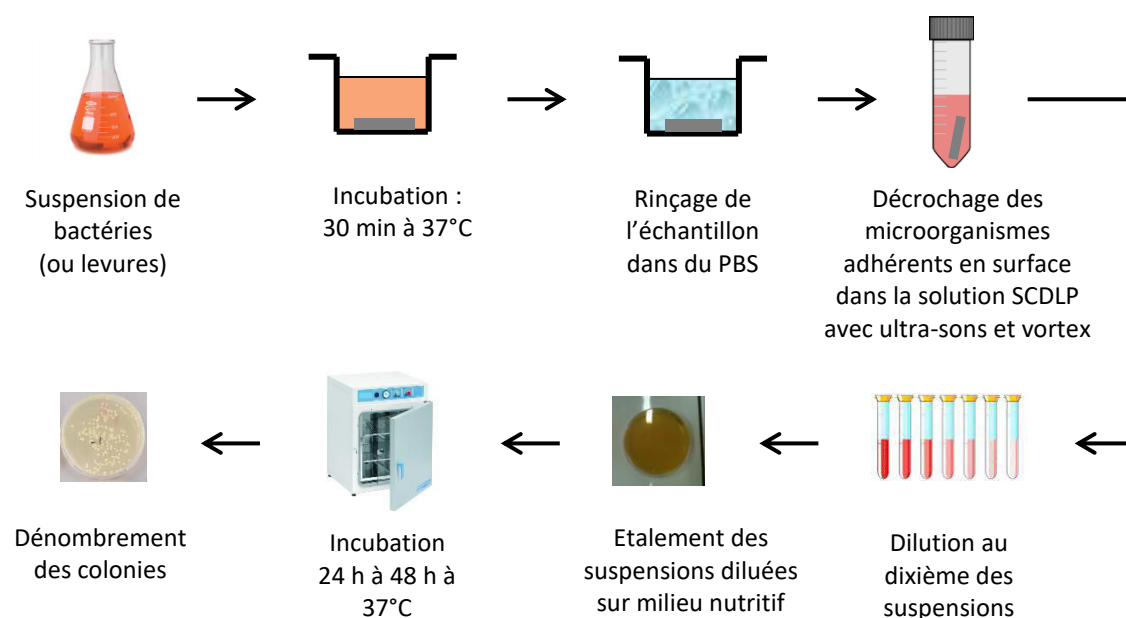 Suspension de
bactéries
(ou levures)
Incubation :
30 min à 37°C
Rinçage de
l'échantillon
dans du PBS
Décrochage des
microorganismes
adhérents en surface
dans la solution SCDLP
avec ultra-sons et vortex
Dénombrement
des colonies
Incubation
24 h à 48 h à
37°C
Etalement des
suspensions diluées
sur milieu nutritif
Dilution au
dixième des
suspensions